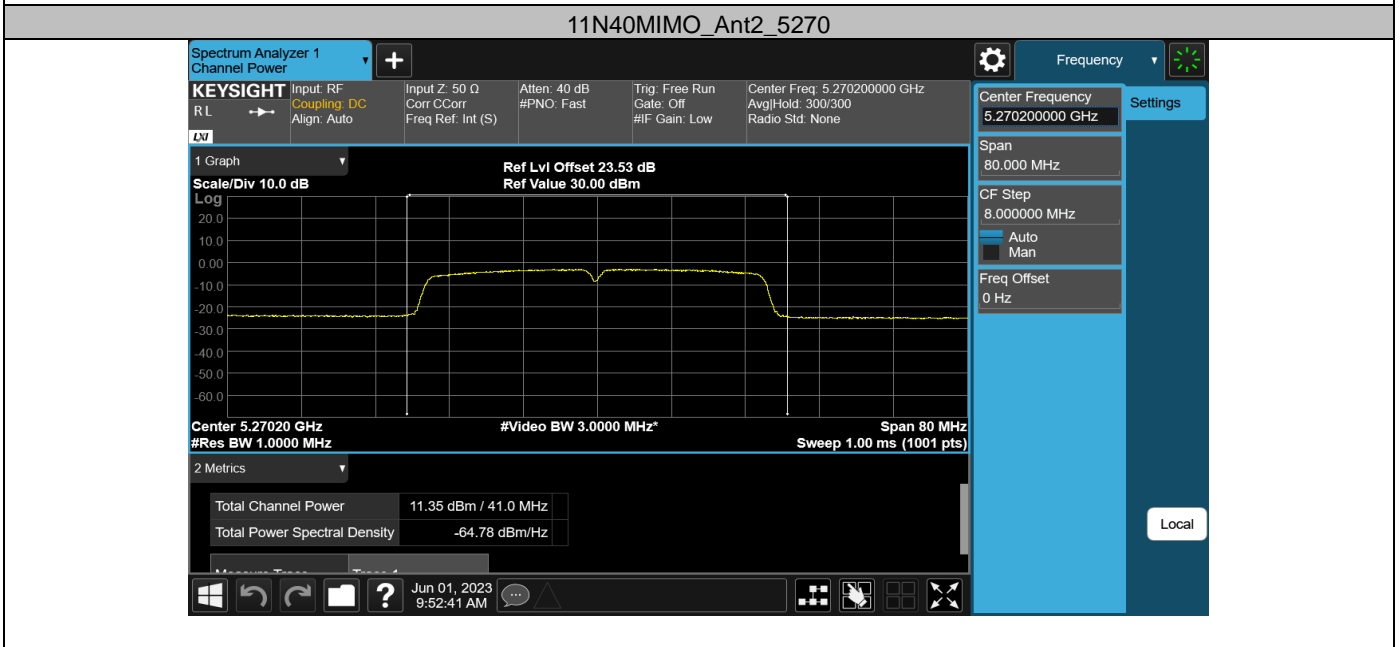 11N40MIMO_Ant2_5270
Spectrum Analyzer 1
Channel Power
Frequency
KEYSIGHT
R L
LXI
Input: RF
Coupling: DC
Align: Auto
Input Z: 50 Ω
Corr CCorr
Freq Ref: Int (S)
Atten: 40 dB
#PNO: Fast
Trig: Free Run
Gate: Off
#IF Gain: Low
Center Freq: 5.270200000 GHz
Avg|Hold: 300/300
Radio Std: None
Center Frequency
5.270200000 GHz
Settings
Span
80.000 MHz
CF Step
8.000000 MHz
Auto
Man
Freq Offset
0 Hz
Local
1 Graph
Scale/Div 10.0 dB
Ref Lvl Offset 23.53 dB
Ref Value 30.00 dBm
Log
20.0
10.0
0.00
-10.0
-20.0
-30.0
-40.0
-50.0
-60.0
Center 5.27020 GHz
#Res BW 1.0000 MHz
#Video BW 3.0000 MHz*
Span 80 MHz
Sweep 1.00 ms (1001 pts)
2 Metrics
Total Channel Power 11.35 dBm / 41.0 MHz
Total Power Spectral Density -64.78 dBm/Hz
Measure Trace Trace 1
Jun 01, 2023
9:52:41 AM